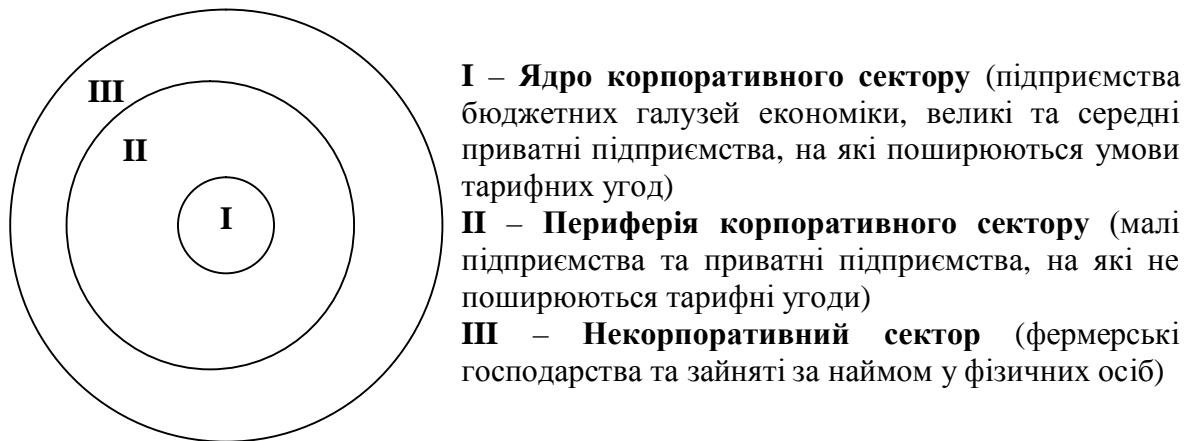 III
II
I
I – Ядро корпоративного сектору (підприємства
бюджетних галузей економіки, великі та середні
приватні підприємства, на які поширюються умови
тарифних угод)
II – Периферія корпоративного сектору (малі
підприємства та приватні підприємства, на які не
поширюються тарифні угоди)
III – Некорпоративний сектор (фермерські
господарства та зайняті за наймом у фізичних осіб)